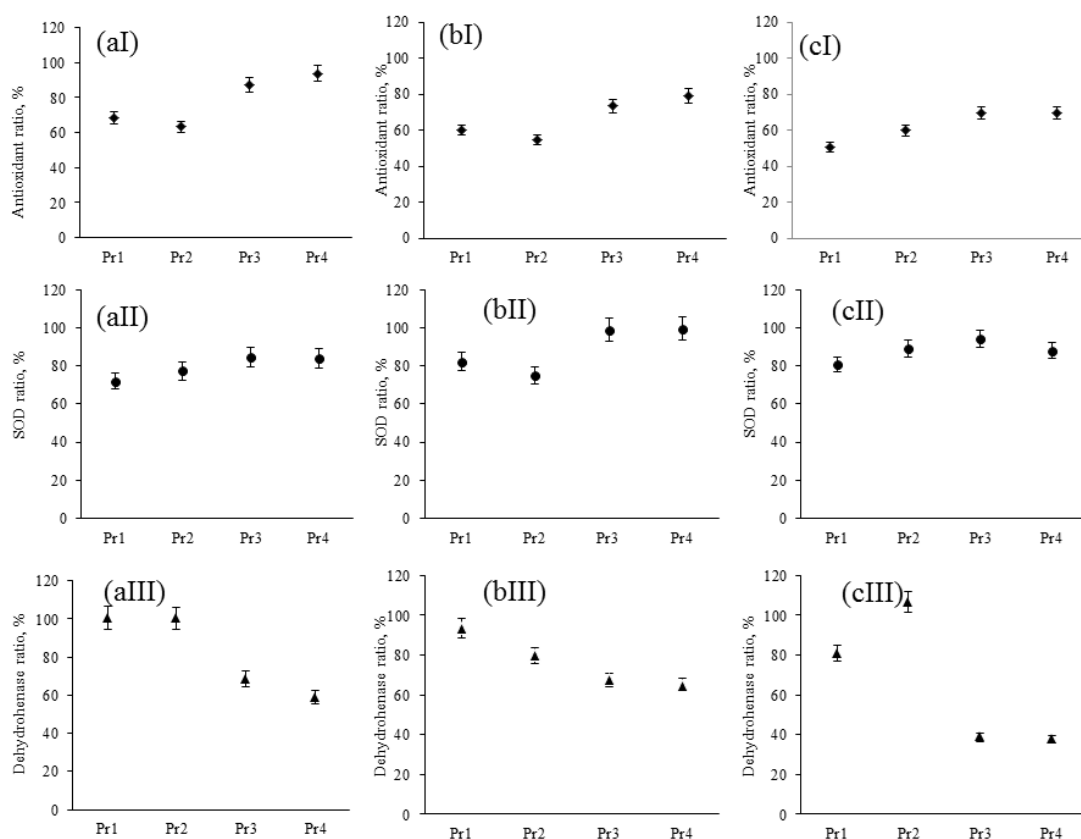 (aI)
Antioxidant ratio, %
120
100
80
60
40
20
0
Pr1 Pr2 Pr3 Pr4
(bI)
Antioxidant ratio, %
120
100
80
60
40
20
0
Pr1 Pr2 Pr3 Pr4
(cI)
Antioxidant ratio, %
120
100
80
60
40
20
0
Pr1 Pr2 Pr3 Pr4
(aII)
SOD ratio, %
120
100
80
60
40
20
0
Pr1 Pr2 Pr3 Pr4
(bII)
SOD ratio, %
120
100
80
60
40
20
0
Pr1 Pr2 Pr3 Pr4
(cII)
SOD ratio, %
120
100
80
60
40
20
0
Pr1 Pr2 Pr3 Pr4
(aIII)
Dehydrohenase ratio, %
120
100
80
60
40
20
0
Pr1 Pr2 Pr3 Pr4
(bIII)
Dehydrohenase ratio, %
120
100
80
60
40
20
0
Pr1 Pr2 Pr3 Pr4
(cIII)
Dehydrohenase ratio, %
120
100
80
60
40
20
0
Pr1 Pr2 Pr3 Pr4